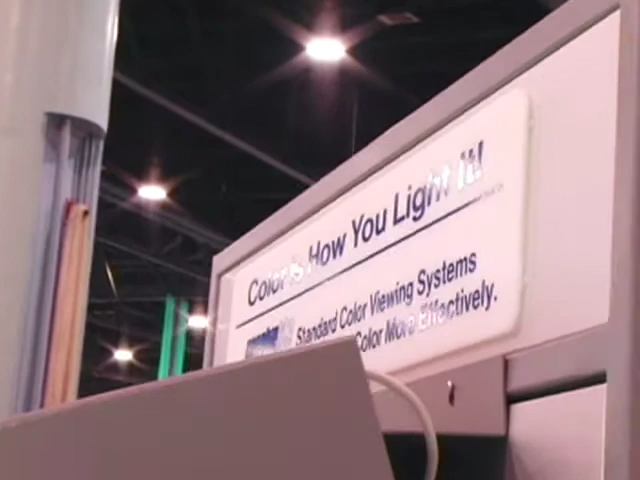 Color is How You Light it!
Standard Color Viewing Systems
Color More Effectively.